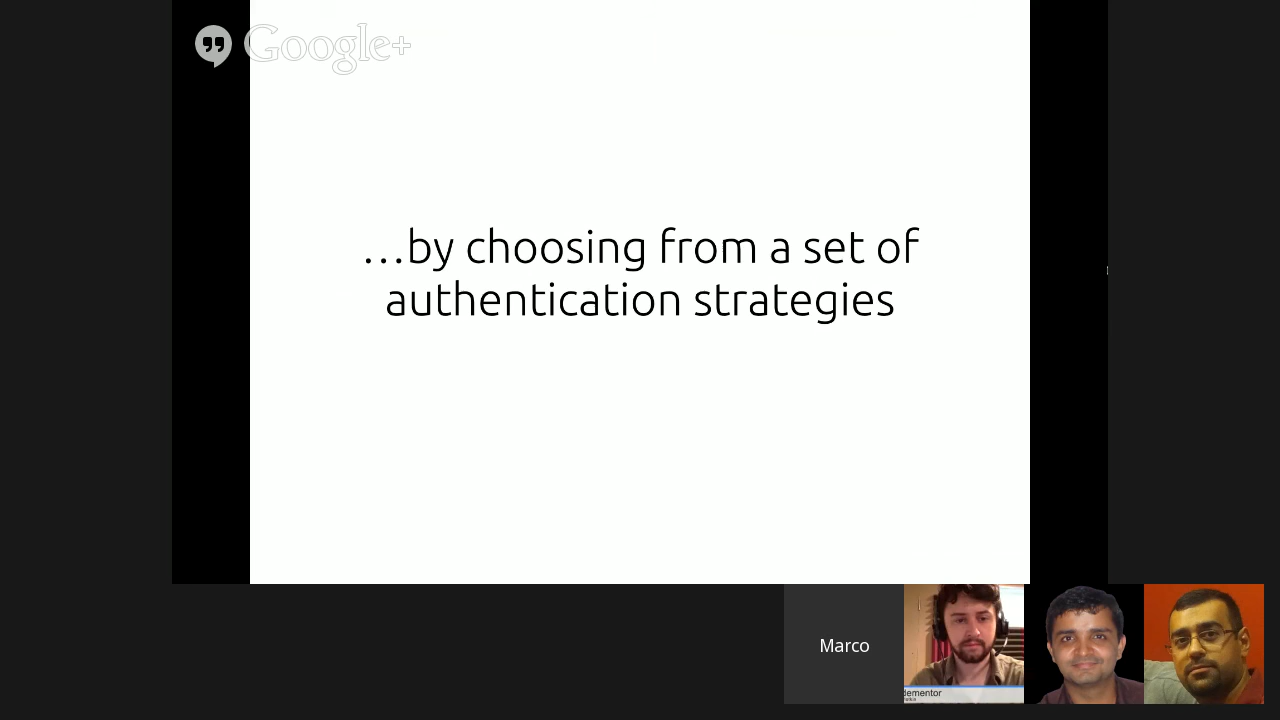 Google+
…by choosing from a set of
authentication strategies
Marco
dementor